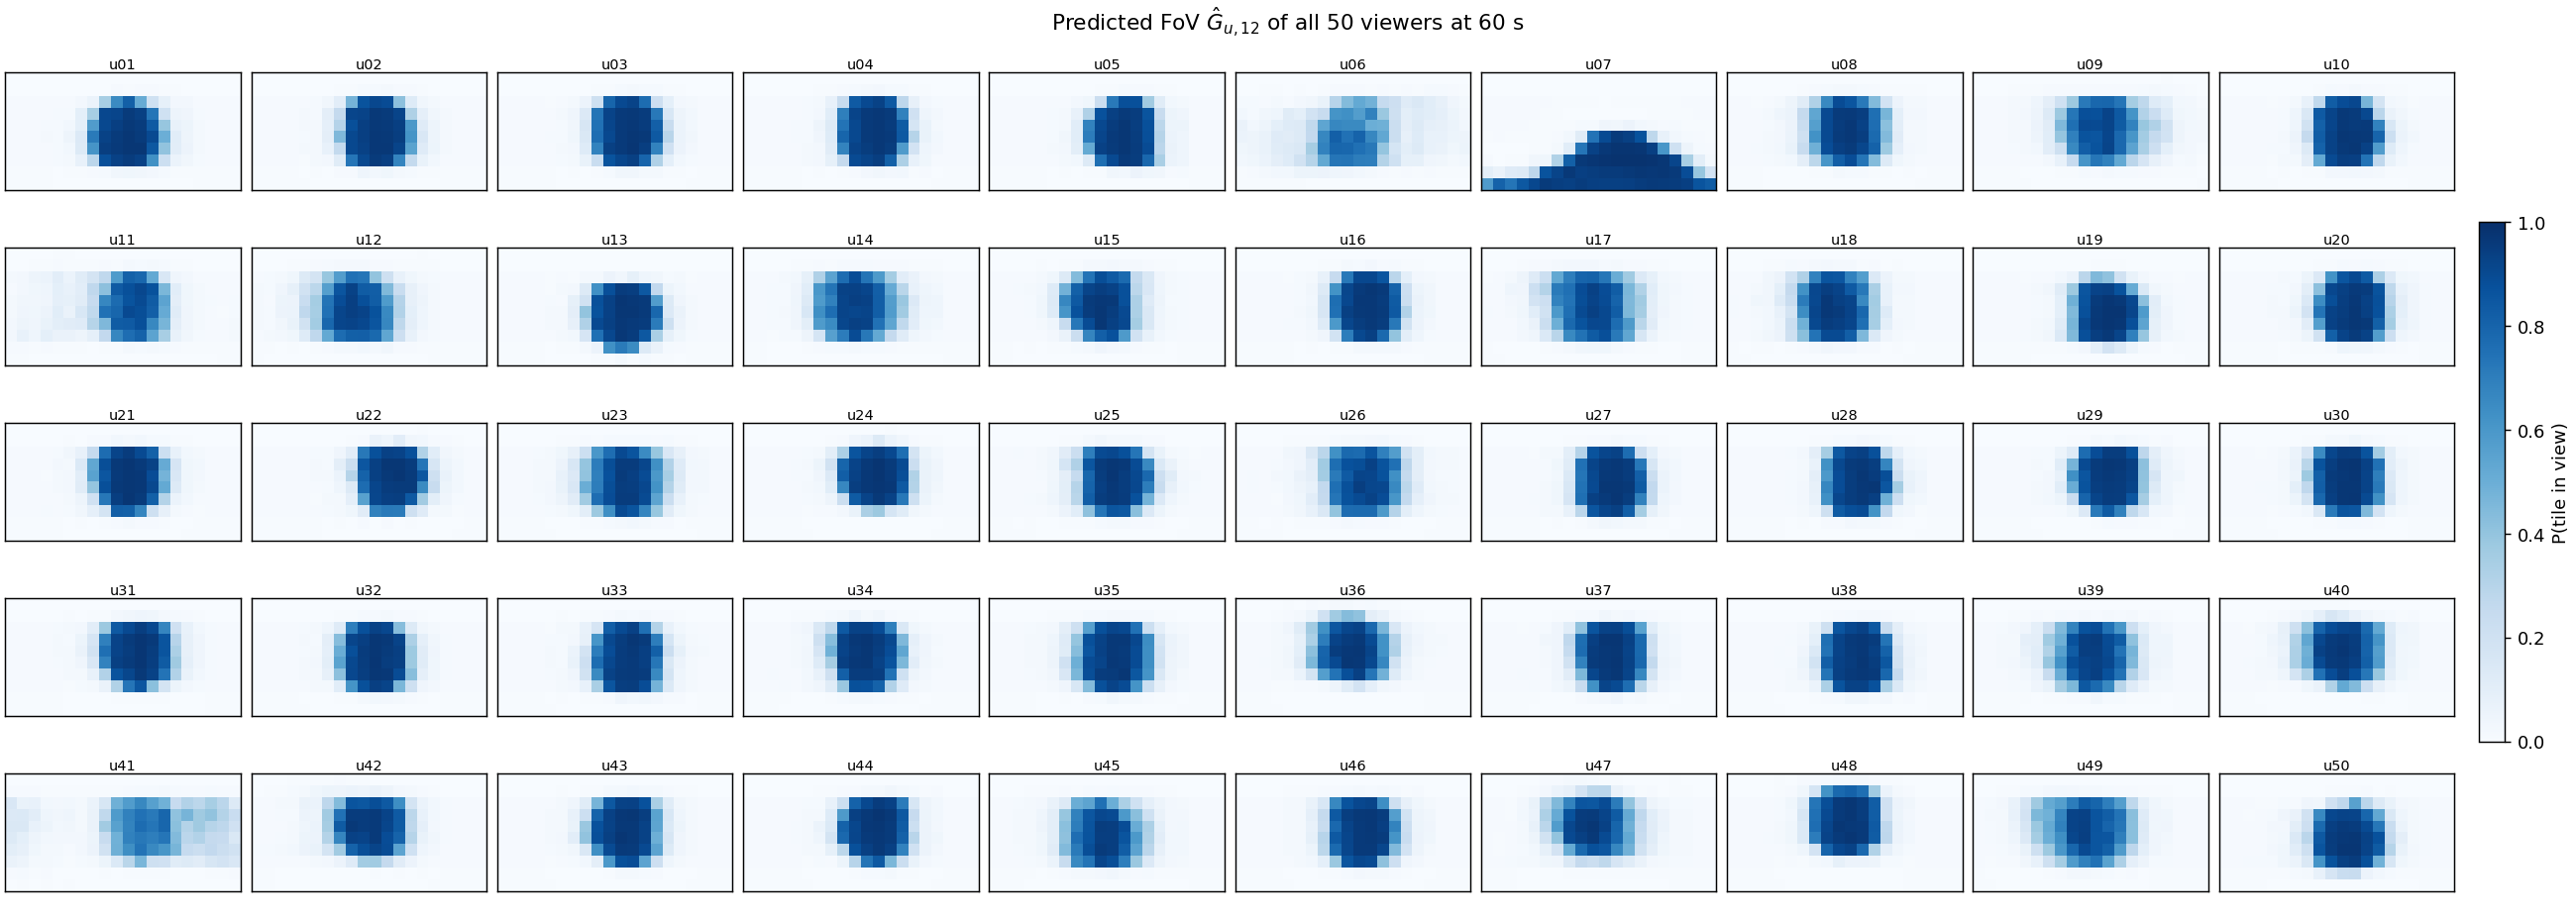 Predicted FoV Ĝu,12 of all 50 viewers at 60 s
u01 u02 u03 u04 u05 u06 u07 u08 u09 u10
u11 u12 u13 u14 u15 u16 u17 u18 u19 u20
u21 u22 u23 u24 u25 u26 u27 u28 u29 u30
u31 u32 u33 u34 u35 u36 u37 u38 u39 u40
u41 u42 u43 u44 u45 u46 u47 u48 u49 u50
1.0
0.8
0.6
0.4
0.2
0.0
P(tile in view)